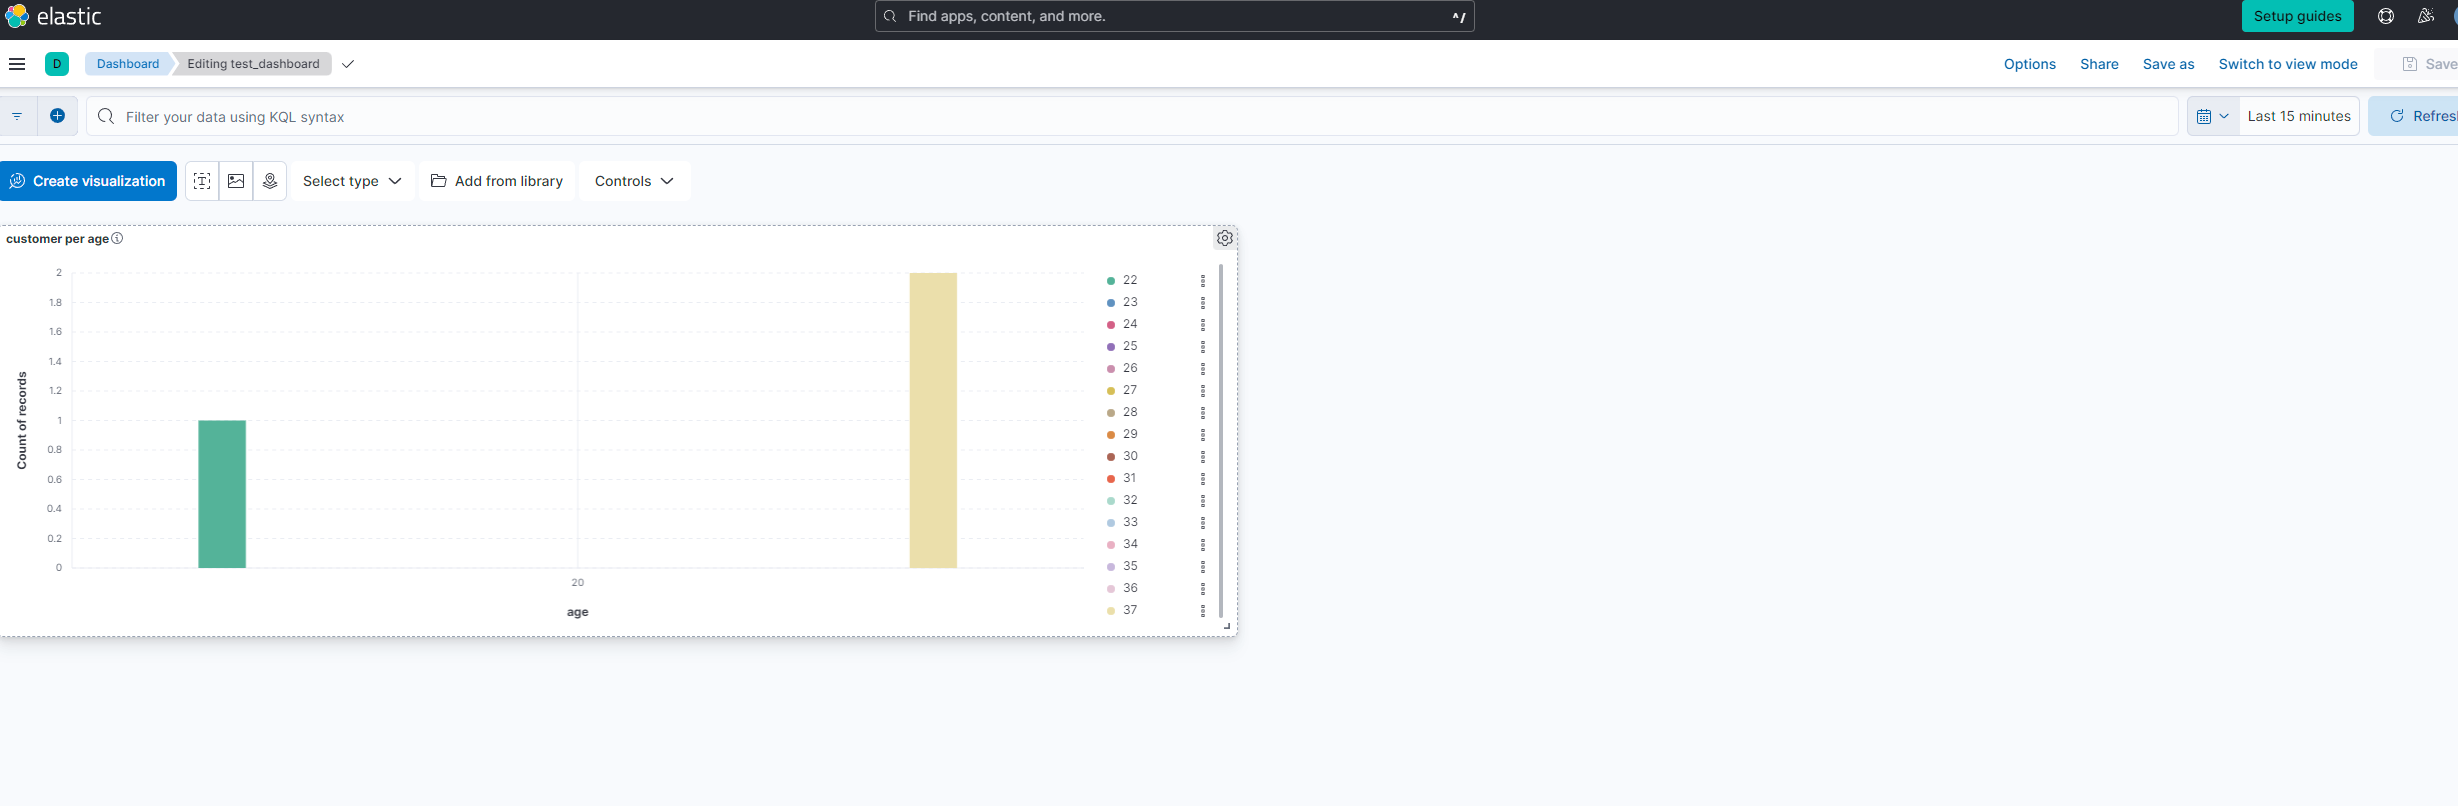 elastic
Find apps, content, and more.
^/
Setup guides
D
Dashboard
Editing test_dashboard
Options
Share
Save as
Switch to view mode
Save
Filter your data using KQL syntax
Last 15 minutes
Refres
Create visualization
Select type
Add from library
Controls
customer per age
Count of records
2
1.8
1.6
1.4
1.2
1
0.8
0.6
0.4
0.2
0
20
age
22
23
24
25
26
27
28
29
30
31
32
33
34
35
36
37